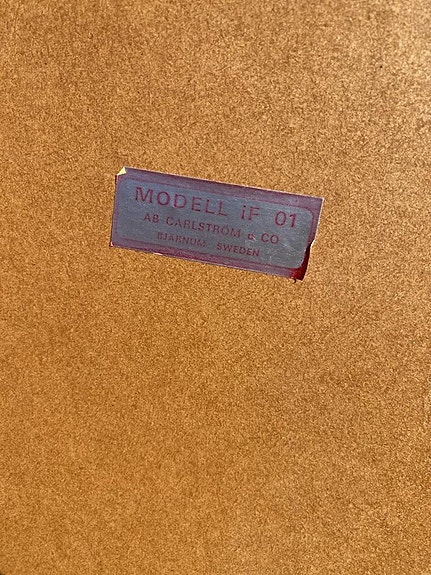 MODELL iF 01
AB CARLSTRÖM & CO
BJÄRNUM SWEDEN